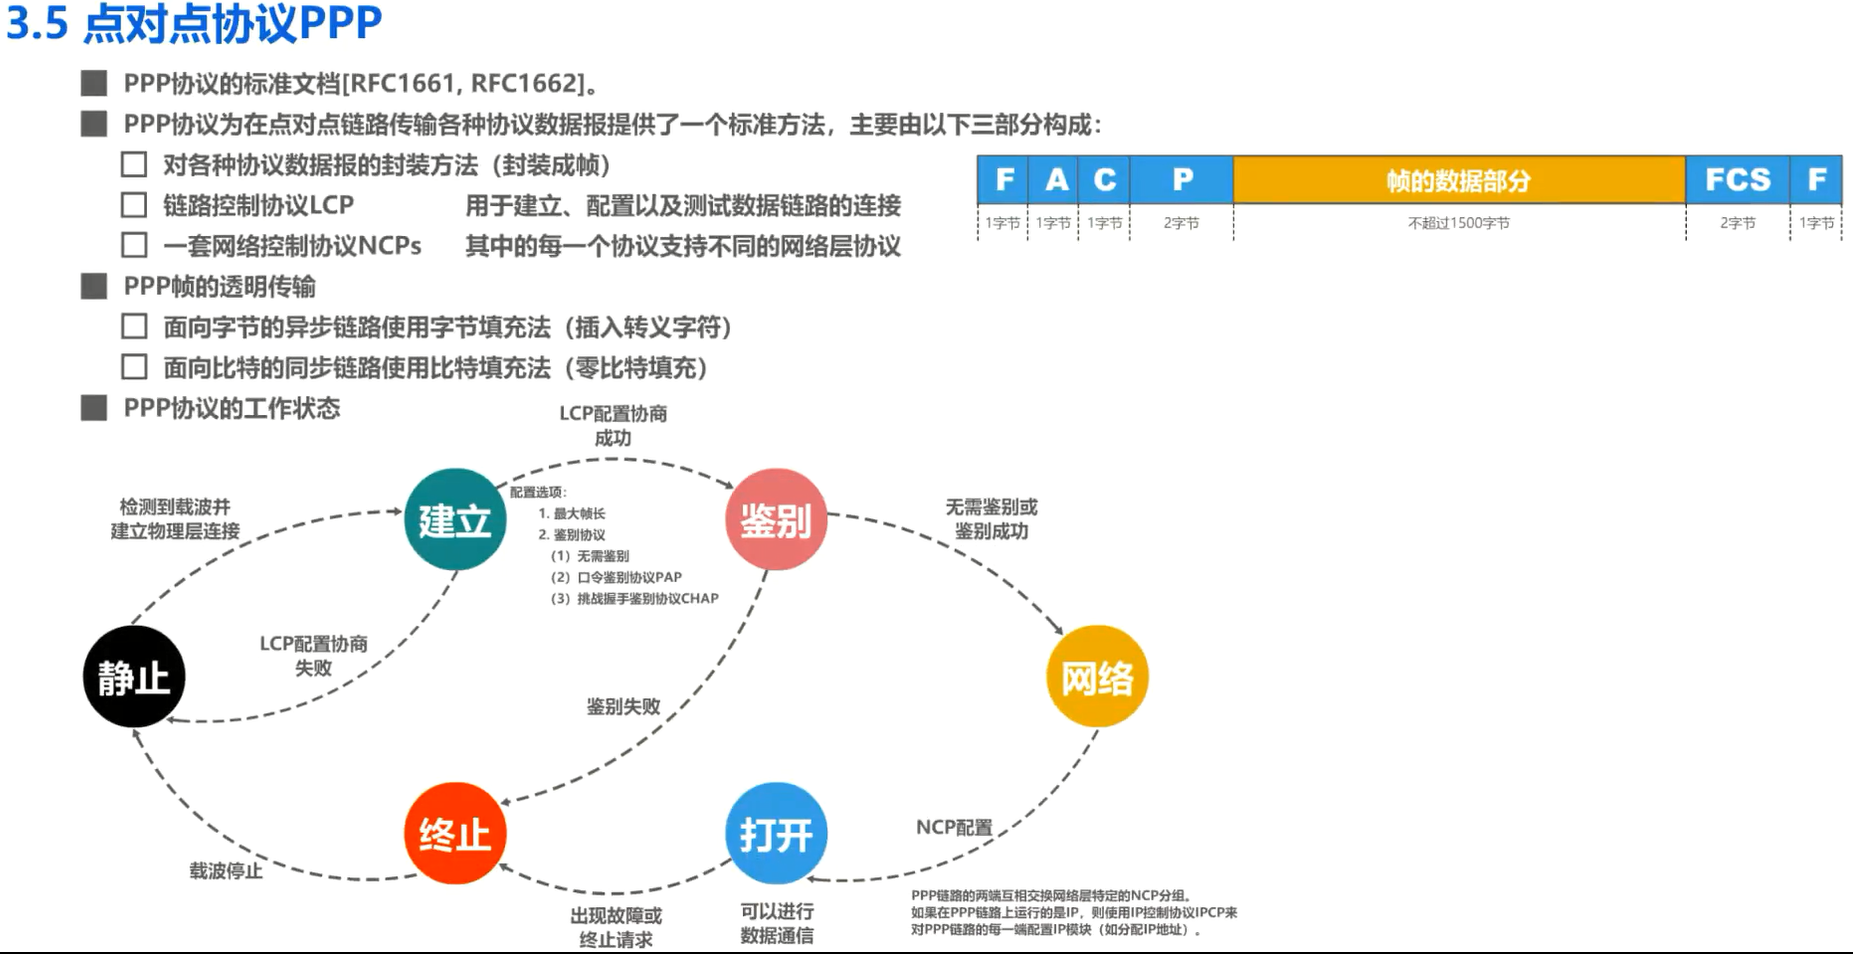 3.5 点对点协议PPP
PPP协议的标准文档[RFC1661, RFC1662]。
PPP协议为在点对点链路传输各种协议数据报提供了一个标准方法，主要由以下三部分构成：
对各种协议数据报的封装方法（封装成帧）
链路控制协议LCP 用于建立、配置以及测试数据链路的连接
一套网络控制协议NCPs 其中的每一个协议支持不同的网络层协议
F A C P 帧的数据部分 FCS F
1字节 1字节 1字节 2字节 不超过1500字节 2字节 1字节
PPP帧的透明传输
面向字节的异步链路使用字节填充法（插入转义字符）
面向比特的同步链路使用比特填充法（零比特填充）
PPP协议的工作状态
LCP配置协商
成功
检测到载波并
建立物理层连接
建立
配置选项：
1. 最大帧长
2. 鉴别协议
（1）无需鉴别
（2）口令鉴别协议PAP
（3）挑战握手鉴别协议CHAP
鉴别
无需鉴别或
鉴别成功
LCP配置协商
失败
静止
网络
鉴别失败
终止
打开
NCP配置
载波停止
出现故障或
终止请求
可以进行
数据通信
PPP链路的两端互相交换网络层特定的NCP分组。
如果在PPP链路上运行的是IP，则使用IP控制协议IPCP来
对PPP链路的每一端配置IP模块（如分配IP地址）。